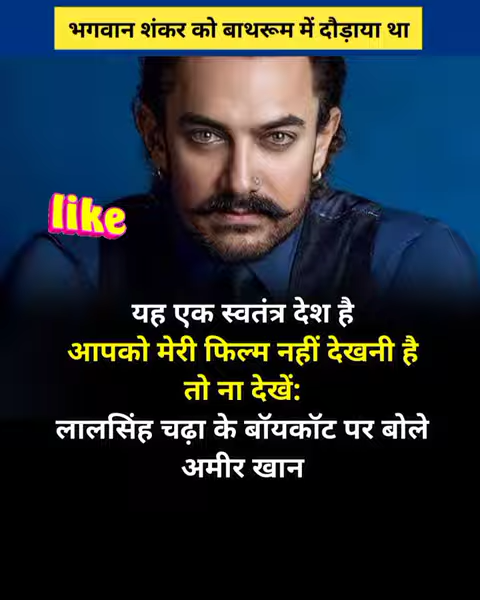 भगवान शंकर को बाथरूम में दौड़ाया था
like
यह एक स्वतंत्र देश है
आपको मेरी फिल्म नहीं देखनी है
तो ना देखें:
लालसिंह चढ़ा के बॉयकॉट पर बोले
अमीर खान